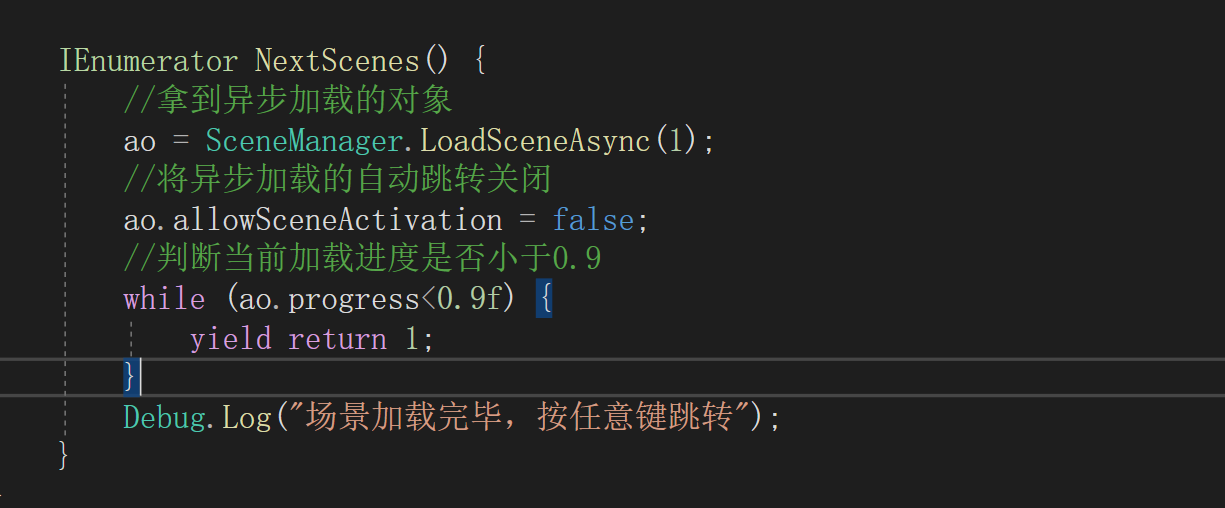 IEnumerator NextScenes() {
//拿到异步加载的对象
ao = SceneManager.LoadSceneAsync(1);
//将异步加载的自动跳转关闭
ao.allowSceneActivation = false;
//判断当前加载进度是否小于0.9
while (ao.progress<0.9f) {
yield return 1;
}
Debug.Log("场景加载完毕，按任意键跳转");
}